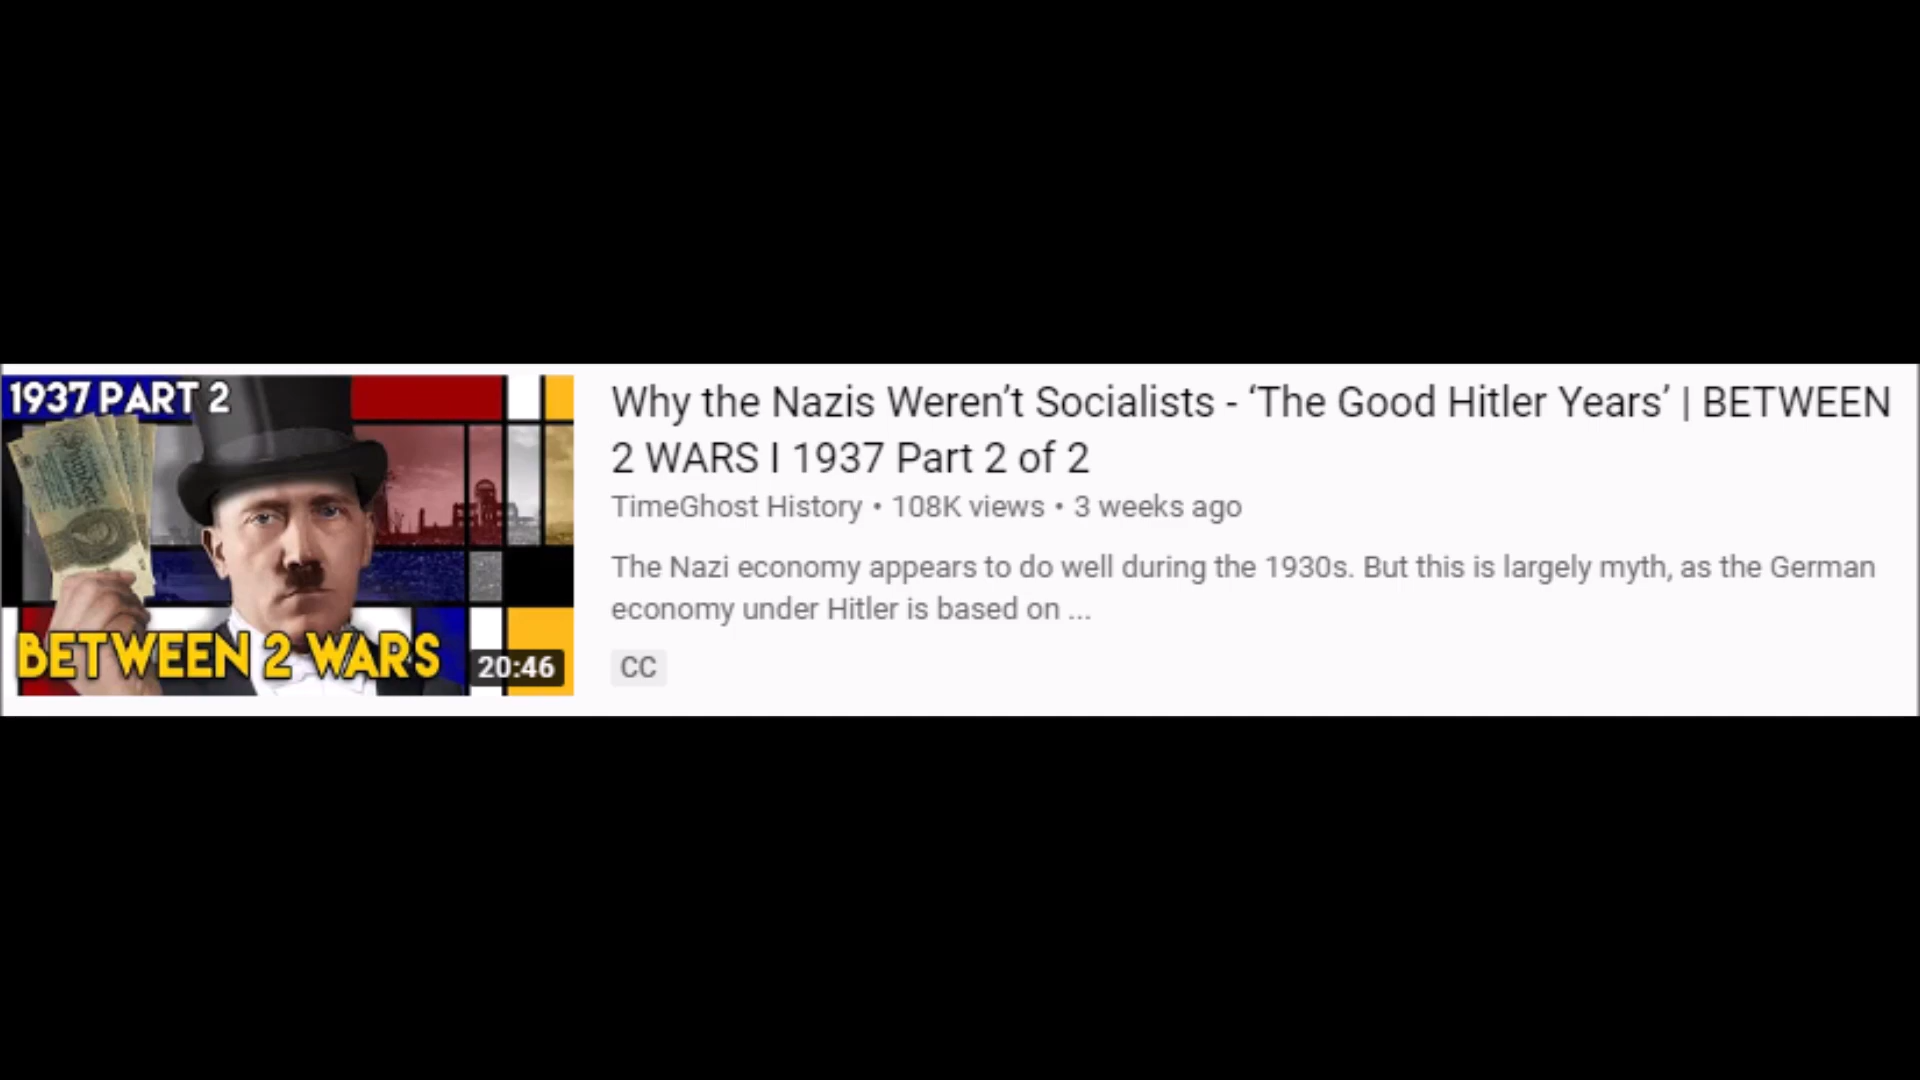 1937 PART 2
BETWEEN 2 WARS
20:46
Why the Nazis Weren’t Socialists - ‘The Good Hitler Years’ | BETWEEN
2 WARS I 1937 Part 2 of 2
TimeGhost History • 108K views • 3 weeks ago
The Nazi economy appears to do well during the 1930s. But this is largely myth, as the German
economy under Hitler is based on ...
CC